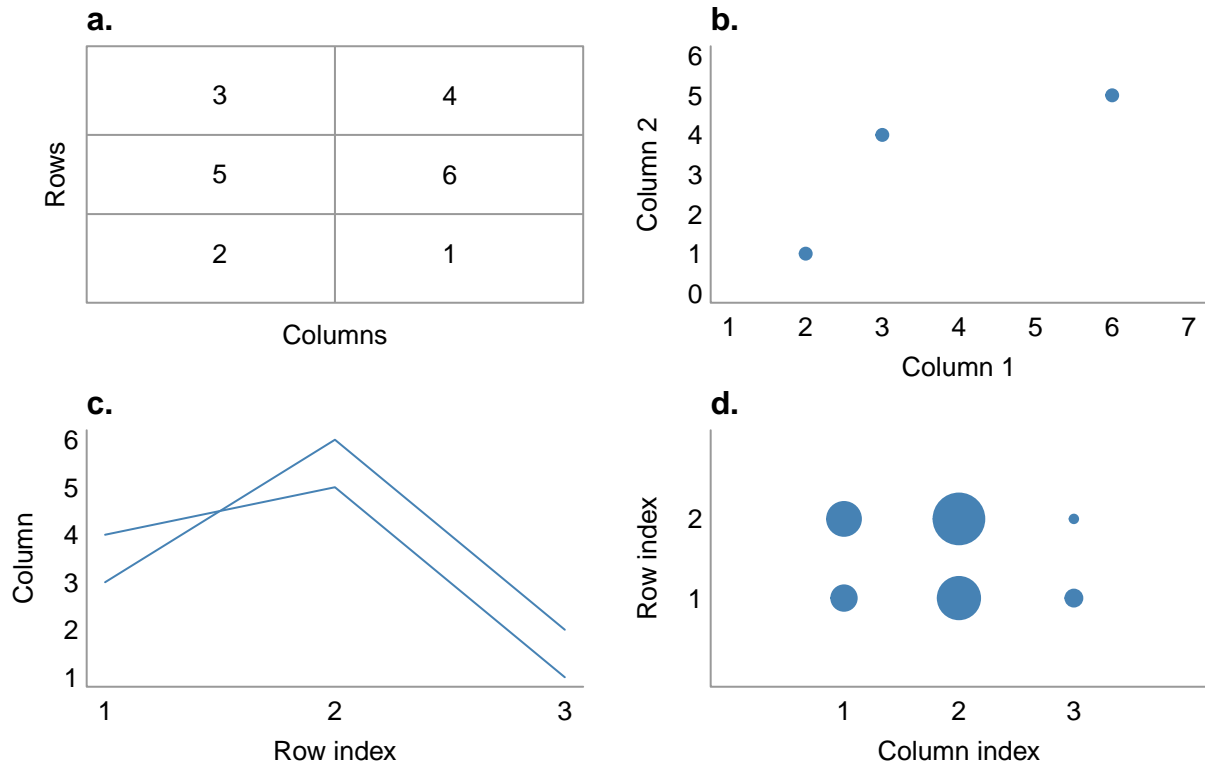 a.
3 4
5 6
2 1
Rows
Columns
b.
6
5
4
3
2
1
0
Column 2
1 2 3 4 5 6 7
Column 1
c.
6
5
4
3
2
1
Column
1 2 3
Row index
d.
2
1
Row index
1 2 3
Column index